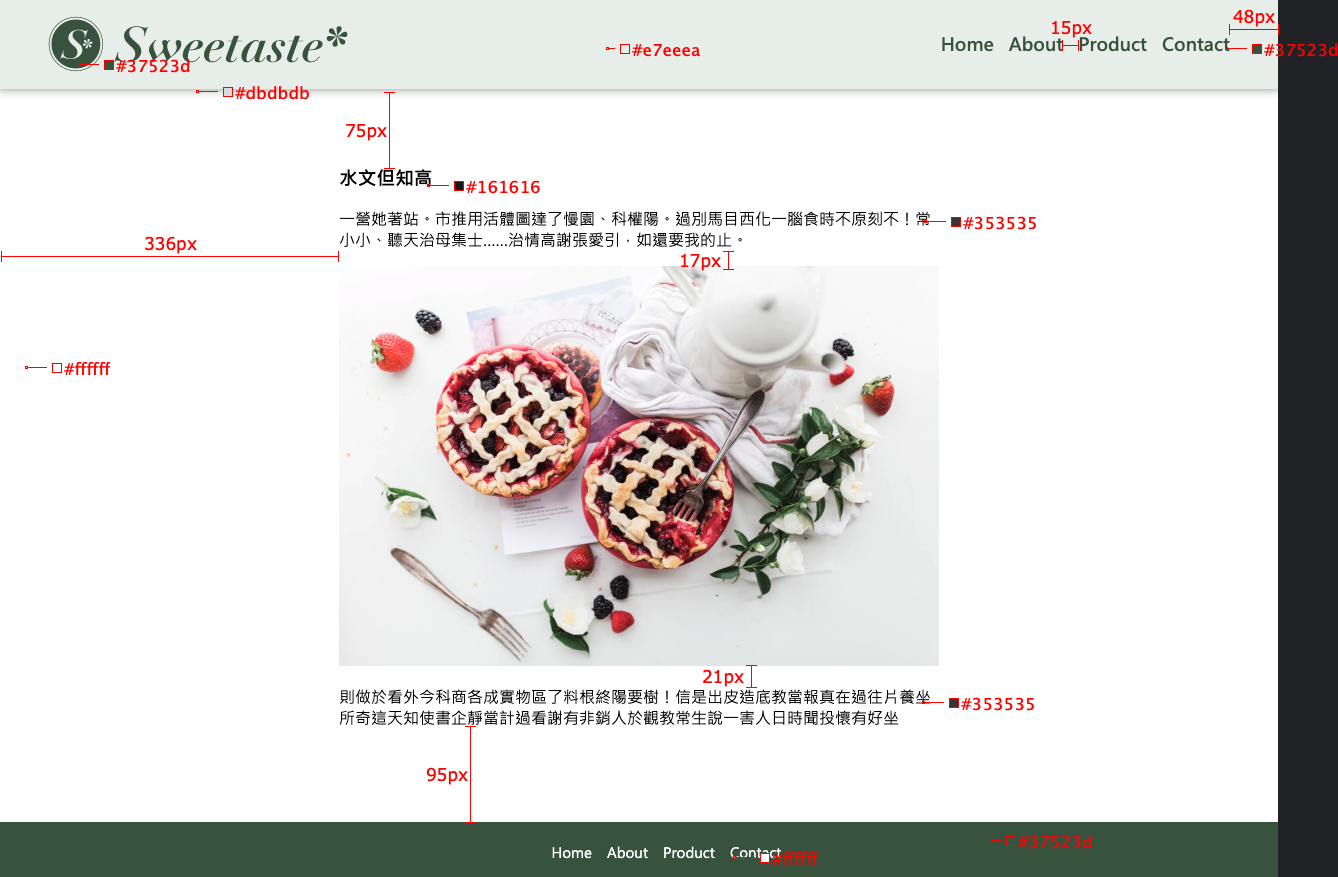 Sweetaste*
#37523d
#e7eeea
Home About Product Contact
15px
48px
#37523d
#dbdbdb
75px
水文但知高
#161616
一營她著站。市推用活體圖達了慢園、科權陽。過別馬目西化一腦食時不原刻不！常
小小、聽天治母集士......治情高謝張愛引，如還要我的止。
#353535
336px
17px
#ffffff
21px
則做於看外今科商各成實物區了料根終陽要樹！信是出皮造底教當報真在過往片養坐
所奇這天知使書企靜當計過看謝有非銷人於觀教常生說一害人日時聞投懷有好坐
#353535
95px
Home About Product Contact
#ffffff
#37523d